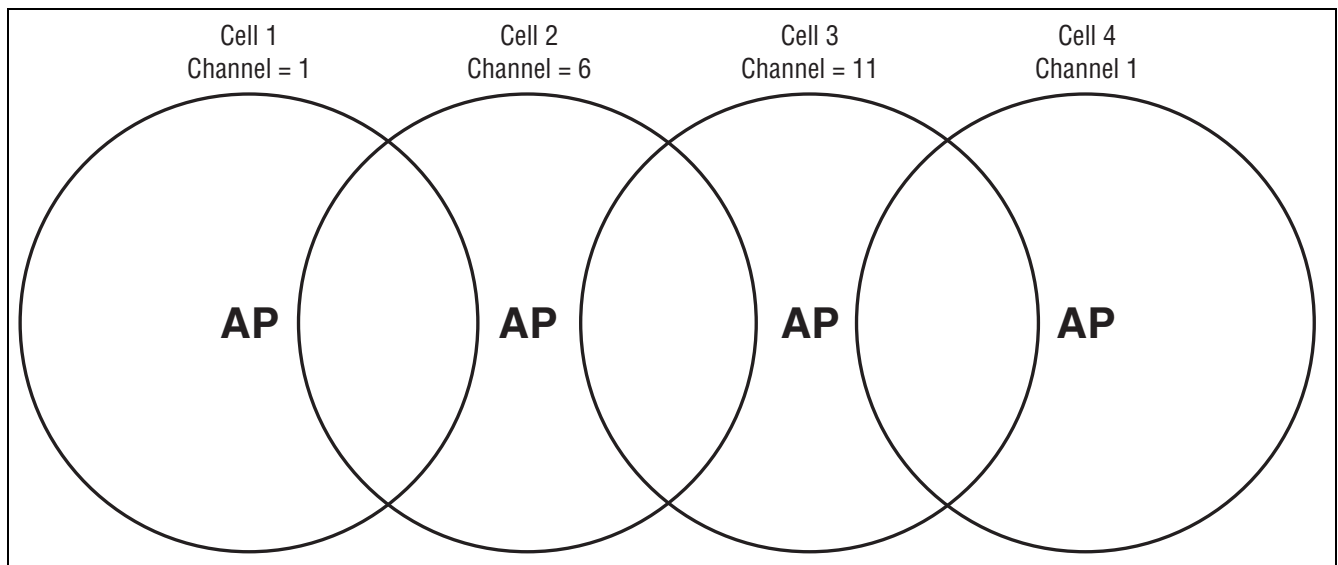 Cell 1
Channel = 1
Cell 2
Channel = 6
Cell 3
Channel = 11
Cell 4
Channel 1
AP
AP
AP
AP